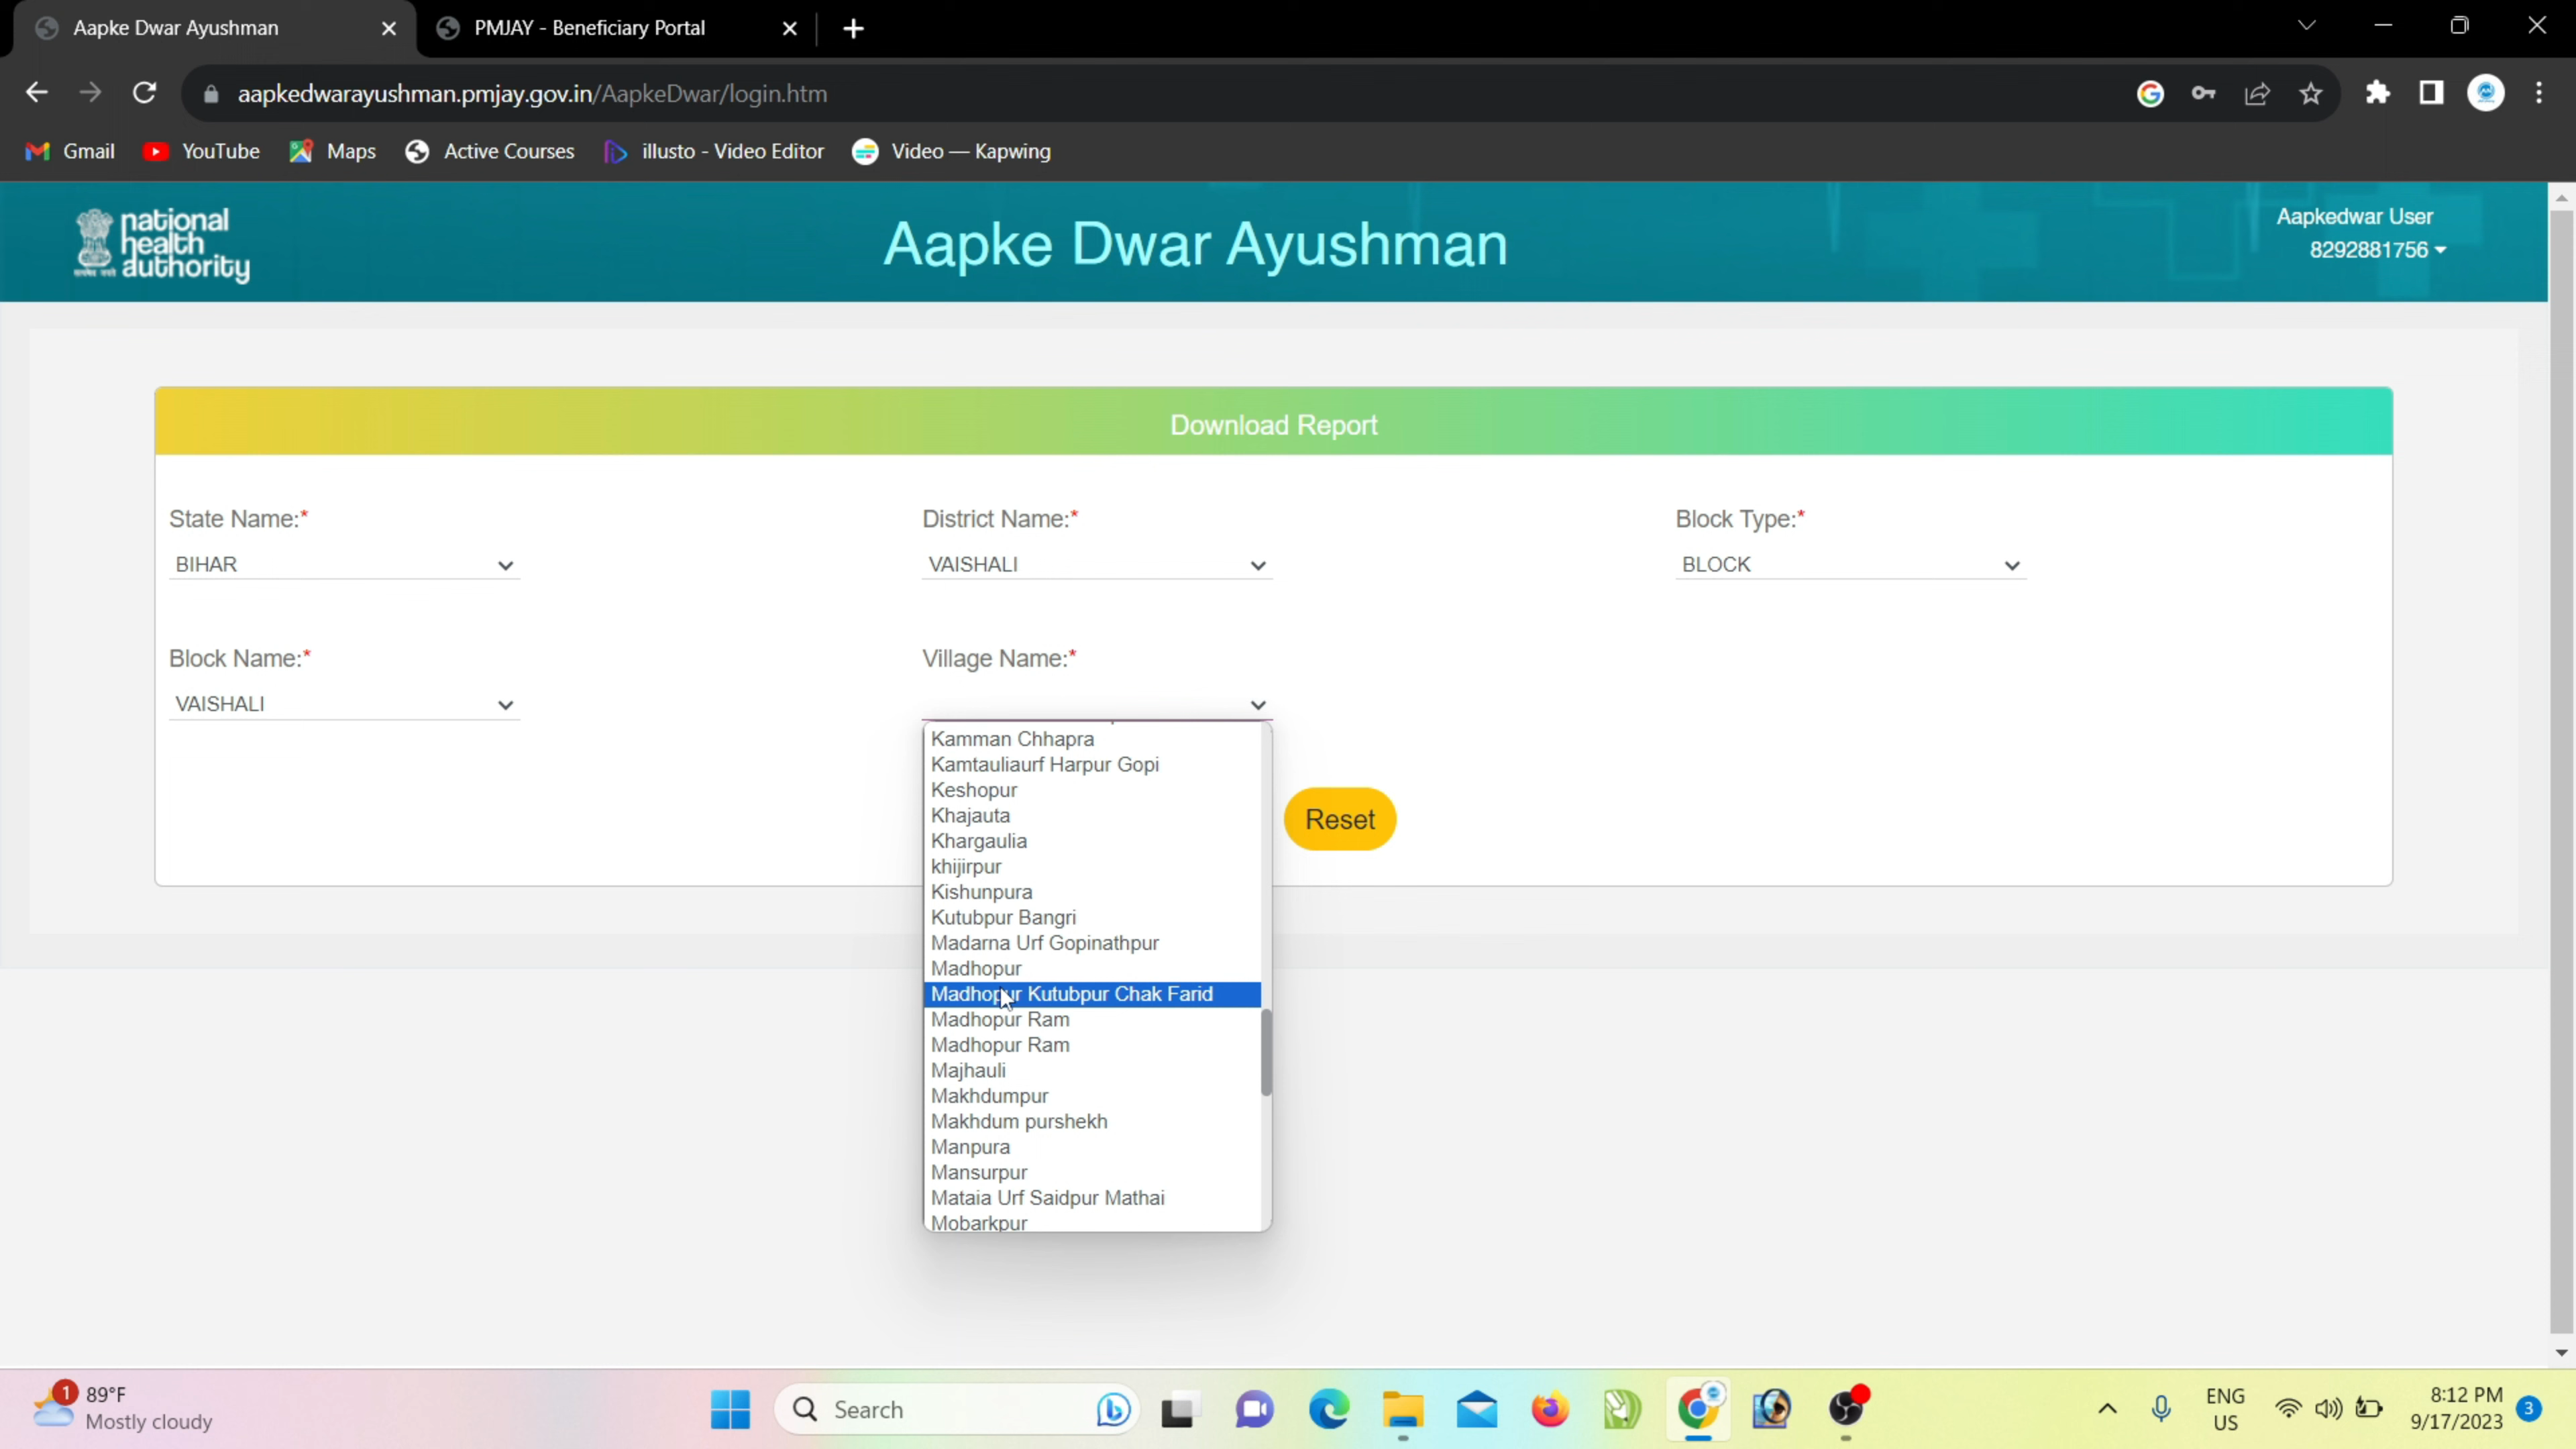 Aapke Dwar Ayushman
PMJAY - Beneficiary Portal
aapkedwarayushman.pmjay.gov.in/AapkeDwar/login.htm
Gmail YouTube Maps Active Courses illusto - Video Editor Video — Kapwing
national
health
authority
Aapke Dwar Ayushman
Aapkedwar User
8292881756
Download Report
State Name:* District Name:* Block Type:*
BIHAR VAISHALI BLOCK
Block Name:* Village Name:*
VAISHALI
Kamman Chhapra
Kamtauliaurf Harpur Gopi
Keshopur
Khajauta
Khargaulia
khijirpur
Kishunpura
Kutubpur Bangri
Madarna Urf Gopinathpur
Madhopur
Madhopur Kutubpur Chak Farid
Madhopur Ram
Madhopur Ram
Majhauli
Makhdumpur
Makhdum purshekh
Manpura
Mansurpur
Mataia Urf Saidpur Mathai
Mobarkpur
Reset
1
89°F
Mostly cloudy
Search
ENG
US
8:12 PM
9/17/2023
3